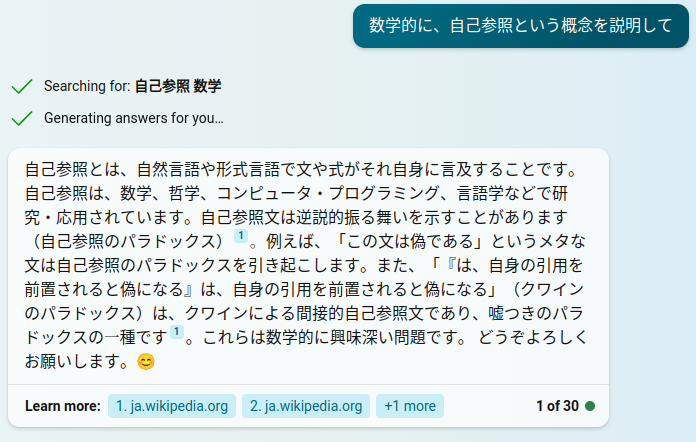 数学的に、自己参照という概念を説明して
Searching for: 自己参照 数学
Generating answers for you...
自己参照とは、自然言語や形式言語で文や式がそれ自身に言及することです。
自己参照は、数学、哲学、コンピュータ・プログラミング、言語学などで研
究・応用されています。自己参照文は逆説的振る舞いを示すことがあります
（自己参照のパラドックス） 1 。例えば、「この文は偽である」というメタな
文は自己参照のパラドックスを引き起こします。また、「『は、自身の引用を
前置されると偽になる』は、自身の引用を前置されると偽になる」（クワイン
のパラドックス）は、クワインによる間接的自己参照文であり、嘘つきのパラ
ドックスの一種です 1 。これらは数学的に興味深い問題です。 どうぞよろしく
お願いします。😊
Learn more: 1. ja.wikipedia.org 2. ja.wikipedia.org +1 more 1 of 30